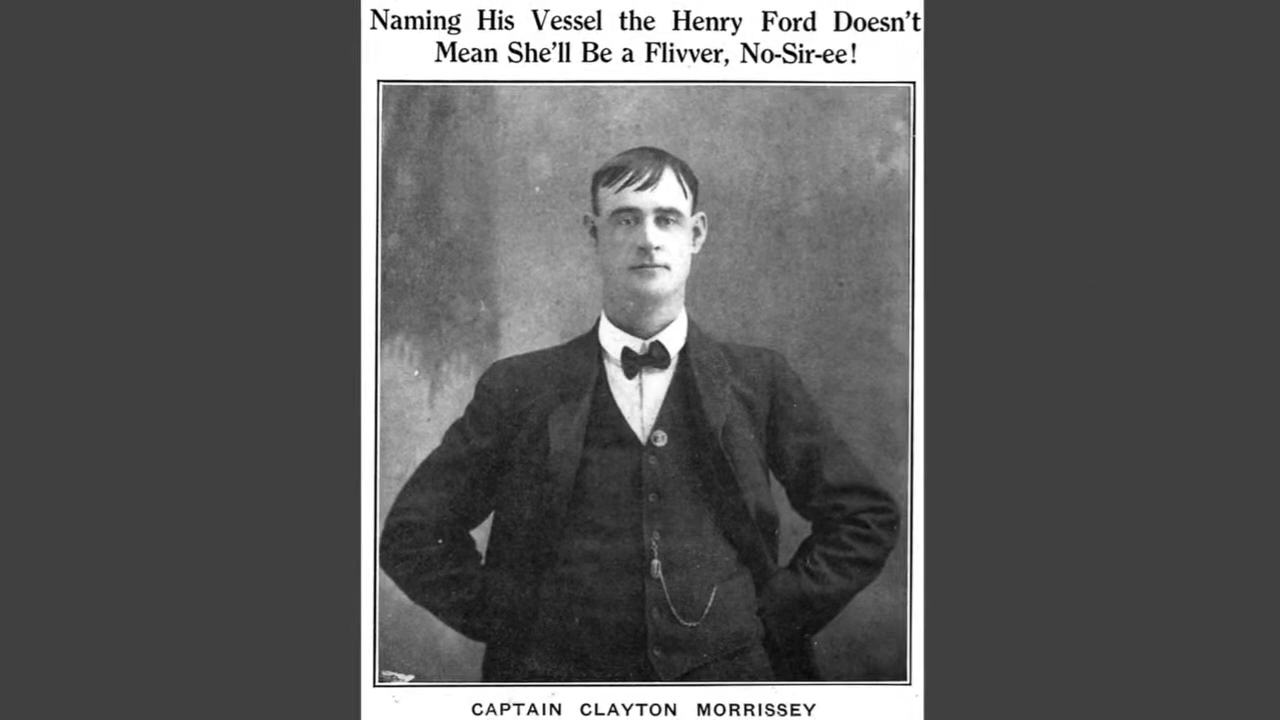 Naming His Vessel the Henry Ford Doesn't
Mean She'll Be a Flivver, No-Sir-ee!
CAPTAIN CLAYTON MORRISSEY